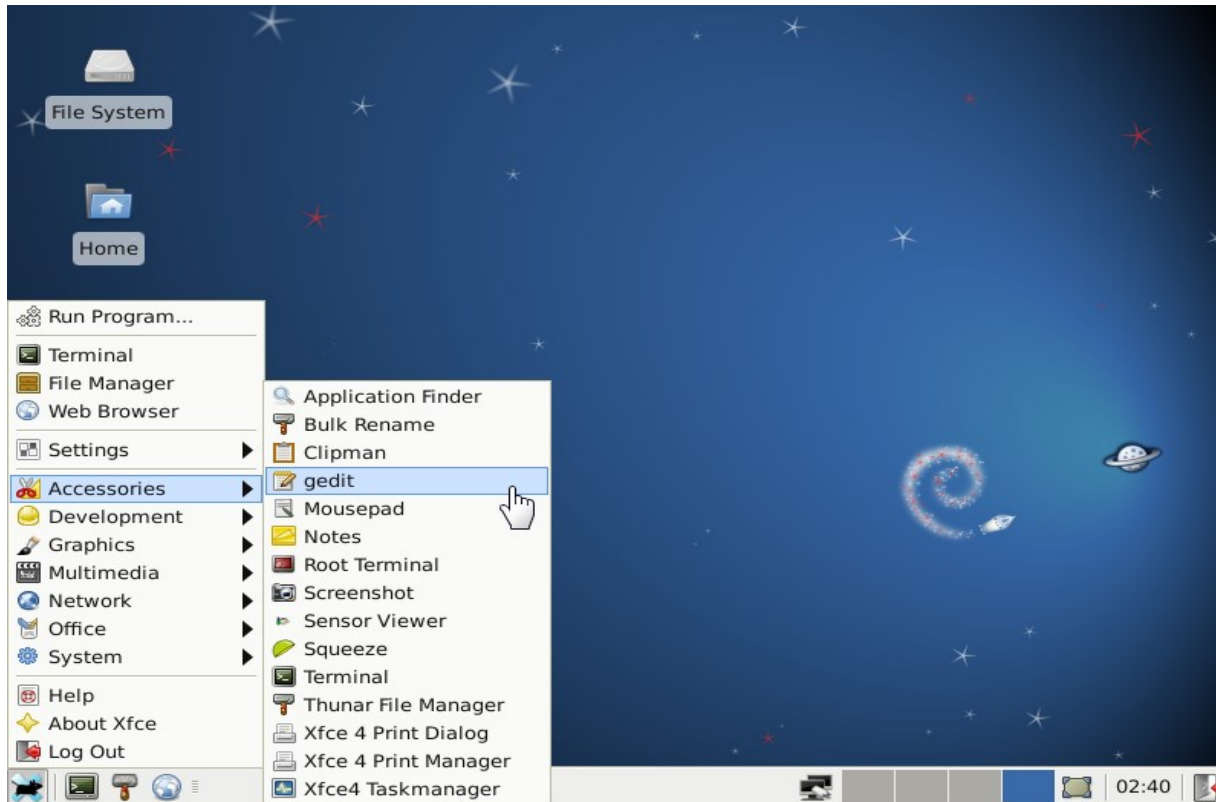 File System
Home
Run Program...
Terminal
File Manager
Web Browser
Settings
Accessories
Development
Graphics
Multimedia
Network
Office
System
Help
About Xfce
Log Out
Application Finder
Bulk Rename
Clipman
gedit
Mousepad
Notes
Root Terminal
Screenshot
Sensor Viewer
Squeeze
Terminal
Thunar File Manager
Xfce 4 Print Dialog
Xfce 4 Print Manager
Xfce4 Taskmanager
02:40